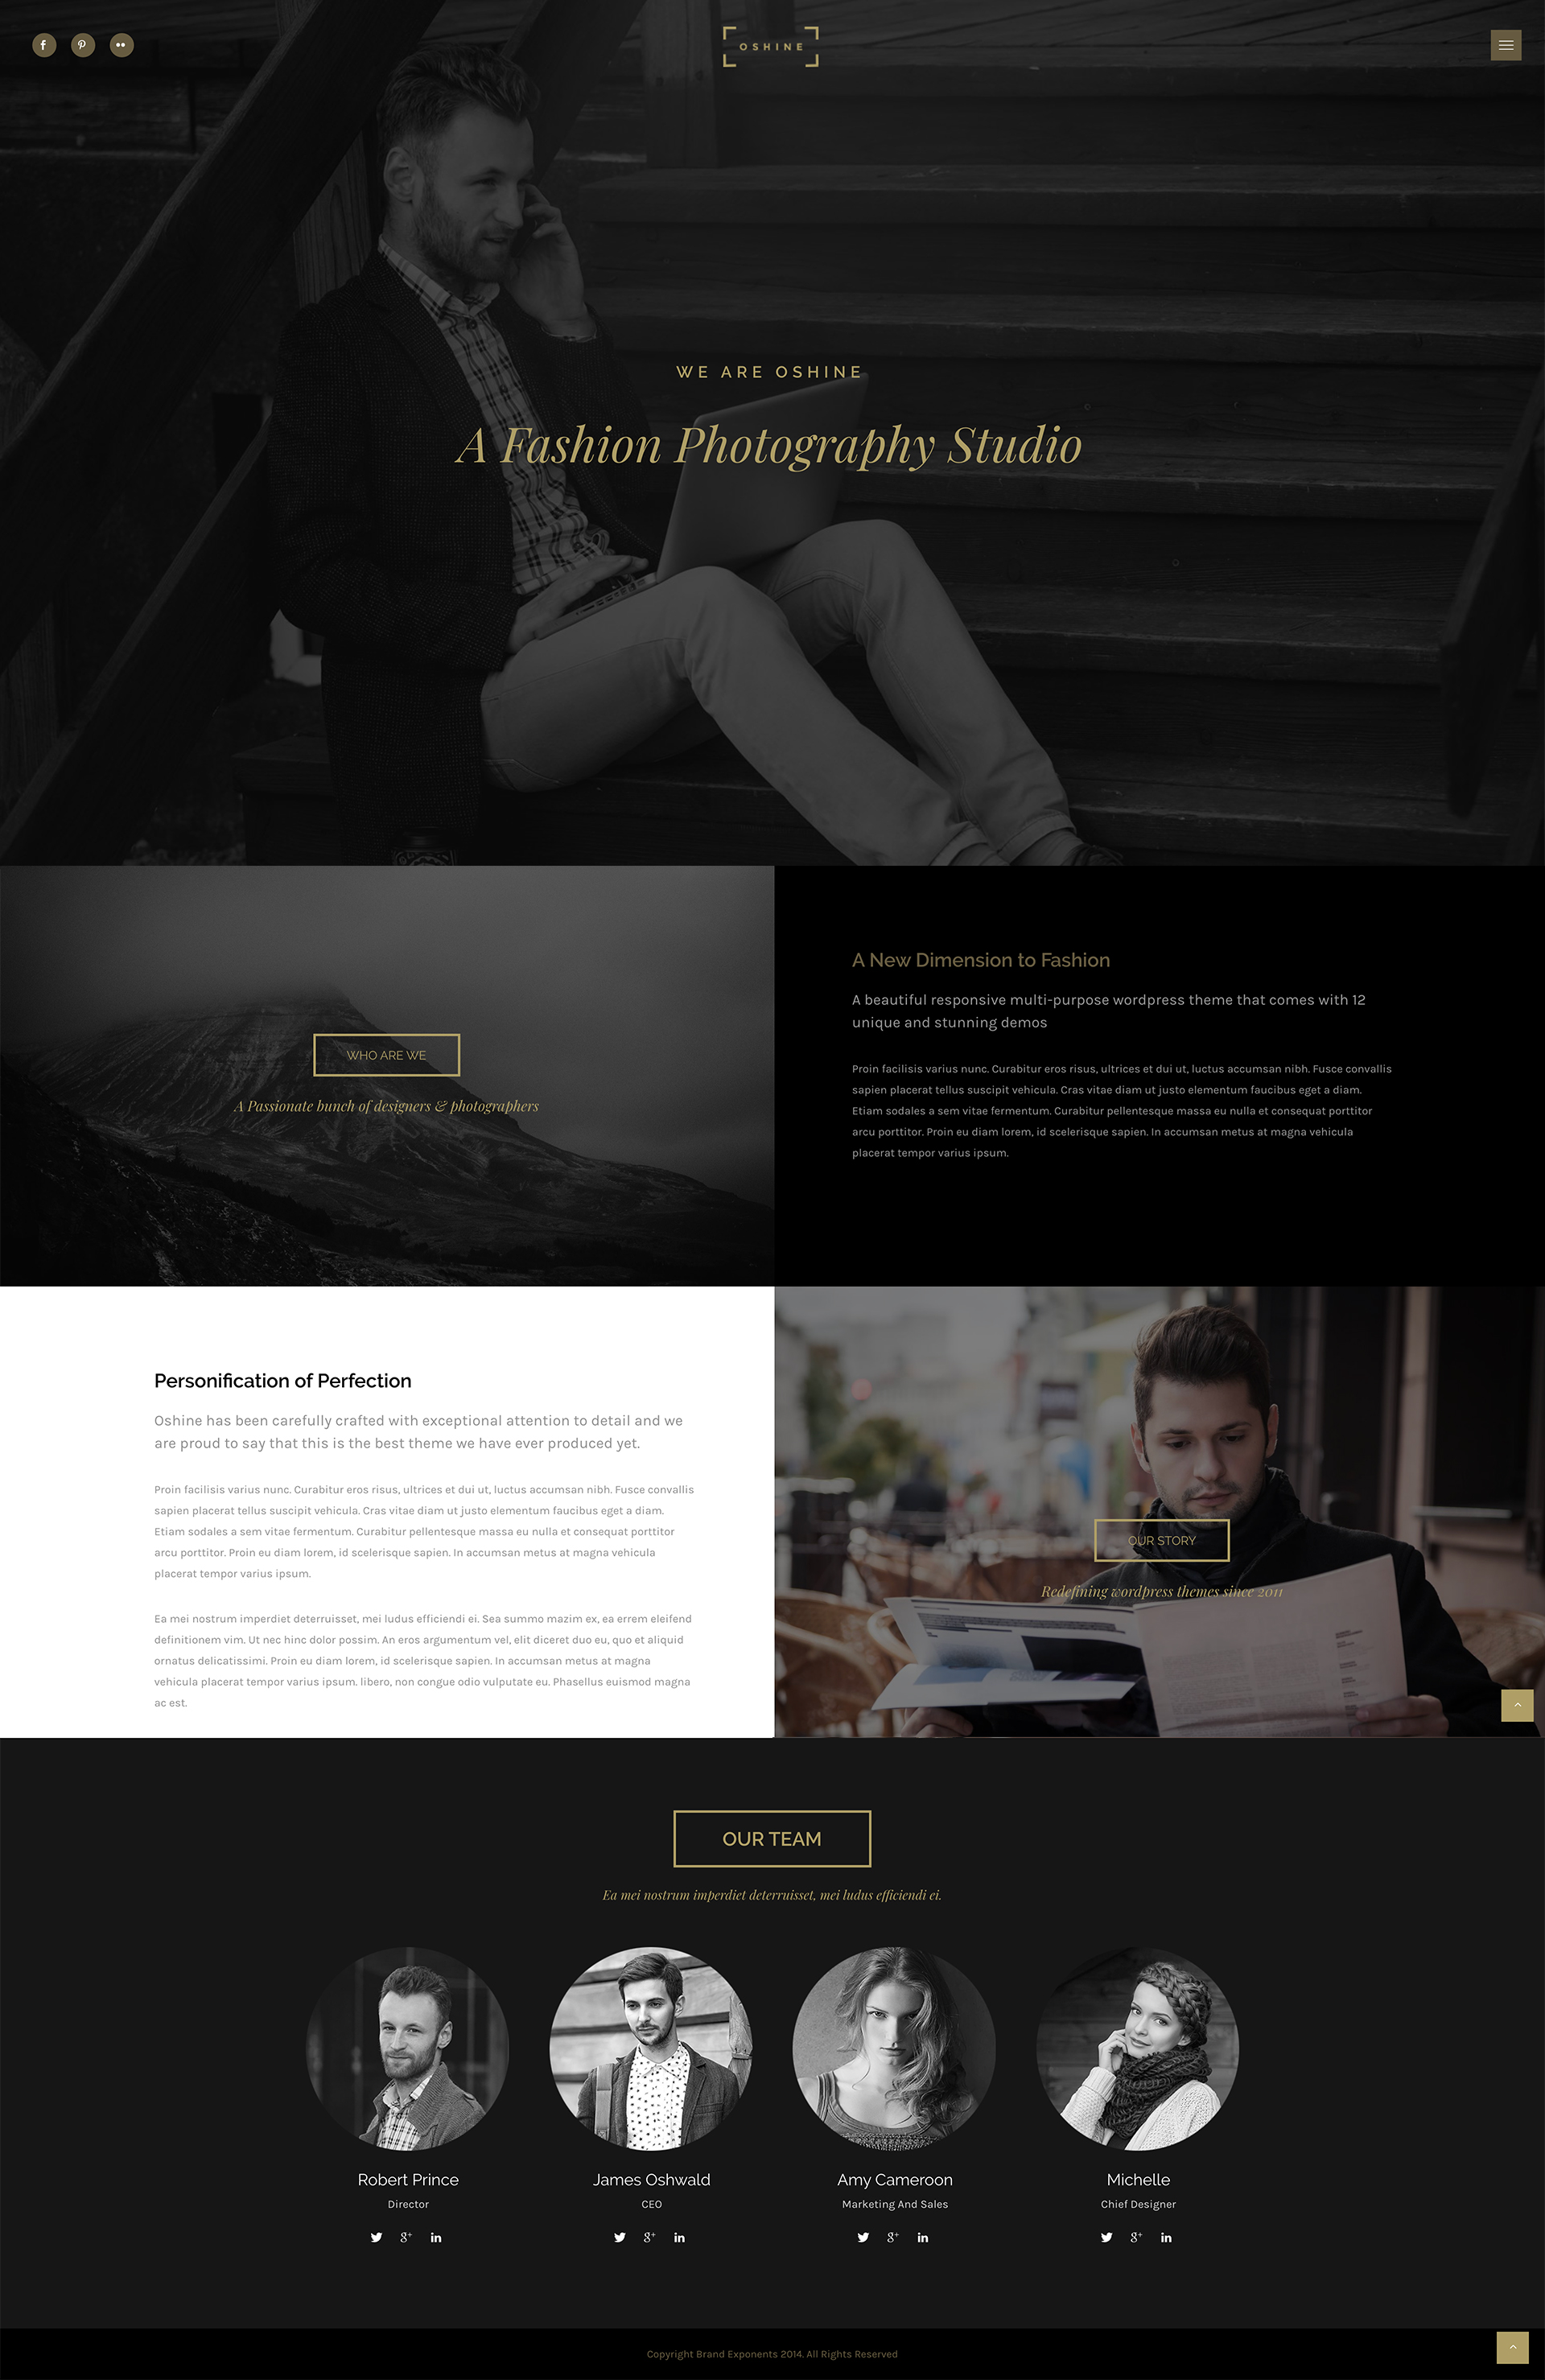 OSHINE
WE ARE OSHINE
A Fashion Photography Studio
WHO ARE WE
A Passionate bunch of designers & photographers
A New Dimension to Fashion
A beautiful responsive multi-purpose wordpress theme that comes with 12
unique and stunning demos
Proin facilisis varius nunc. Curabitur eros risus, ultrices et dui ut, luctus accumsan nibh. Fusce convallis
sapien placerat tellus suscipit vehicula. Cras vitae diam ut justo elementum faucibus eget a diam.
Etiam sodales a sem vitae fermentum. Curabitur pellentesque massa eu nulla et consequat porttitor
arcu porttitor. Proin eu diam lorem, id scelerisque sapien. In accumsan metus at magna vehicula
placerat tempor varius ipsum.
Personification of Perfection
Oshine has been carefully crafted with exceptional attention to detail and we
are proud to say that this is the best theme we have ever produced yet.
Proin facilisis varius nunc. Curabitur eros risus, ultrices et dui ut, luctus accumsan nibh. Fusce convallis
sapien placerat tellus suscipit vehicula. Cras vitae diam ut justo elementum faucibus eget a diam.
Etiam sodales a sem vitae fermentum. Curabitur pellentesque massa eu nulla et consequat porttitor
arcu porttitor. Proin eu diam lorem, id scelerisque sapien. In accumsan metus at magna vehicula
placerat tempor varius ipsum.
Ea mei nostrum imperdiet deterruisset, mei ludus efficiendi ei. Sea summo mazim ex, ea errem eleifend
definitionem vim. Ut nec hinc dolor possim. An eros argumentum vel, elit diceret duo eu, quo et aliquid
ornatus delicatissimi. Proin eu diam lorem, id scelerisque sapien. In accumsan metus at magna
vehicula placerat tempor varius ipsum. libero, non congue odio vulputate eu. Phasellus euismod magna
ac est.
OUR STORY
Redefining wordpress themes since 2011
OUR TEAM
Ea mei nostrum imperdiet deterruisset, mei ludus efficiendi ei.
Robert Prince
Director
James Oshwald
CEO
Amy Cameroon
Marketing And Sales
Michelle
Chief Designer
Copyright Brand Exponents 2014. All Rights Reserved